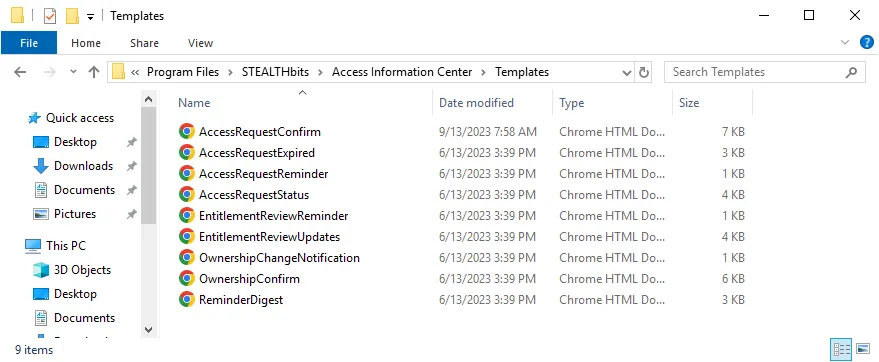 Templates
File Home Share View
« Program Files › STEALTHbits › Access Information Center › Templates Search Templates
Name Date modified Type Size
Quick access
Desktop
Downloads
Documents
Pictures
This PC
3D Objects
Desktop
Documents
AccessRequestConfirm 9/13/2023 7:58 AM Chrome HTML Do... 7 KB
AccessRequestExpired 6/13/2023 3:39 PM Chrome HTML Do... 3 KB
AccessRequestReminder 6/13/2023 3:39 PM Chrome HTML Do... 1 KB
AccessRequestStatus 6/13/2023 3:39 PM Chrome HTML Do... 4 KB
EntitlementReviewReminder 6/13/2023 3:39 PM Chrome HTML Do... 1 KB
EntitlementReviewUpdates 6/13/2023 3:39 PM Chrome HTML Do... 4 KB
OwnershipChangeNotification 6/13/2023 3:39 PM Chrome HTML Do... 1 KB
OwnershipConfirm 6/13/2023 3:39 PM Chrome HTML Do... 6 KB
ReminderDigest 6/13/2023 3:39 PM Chrome HTML Do... 3 KB
9 items